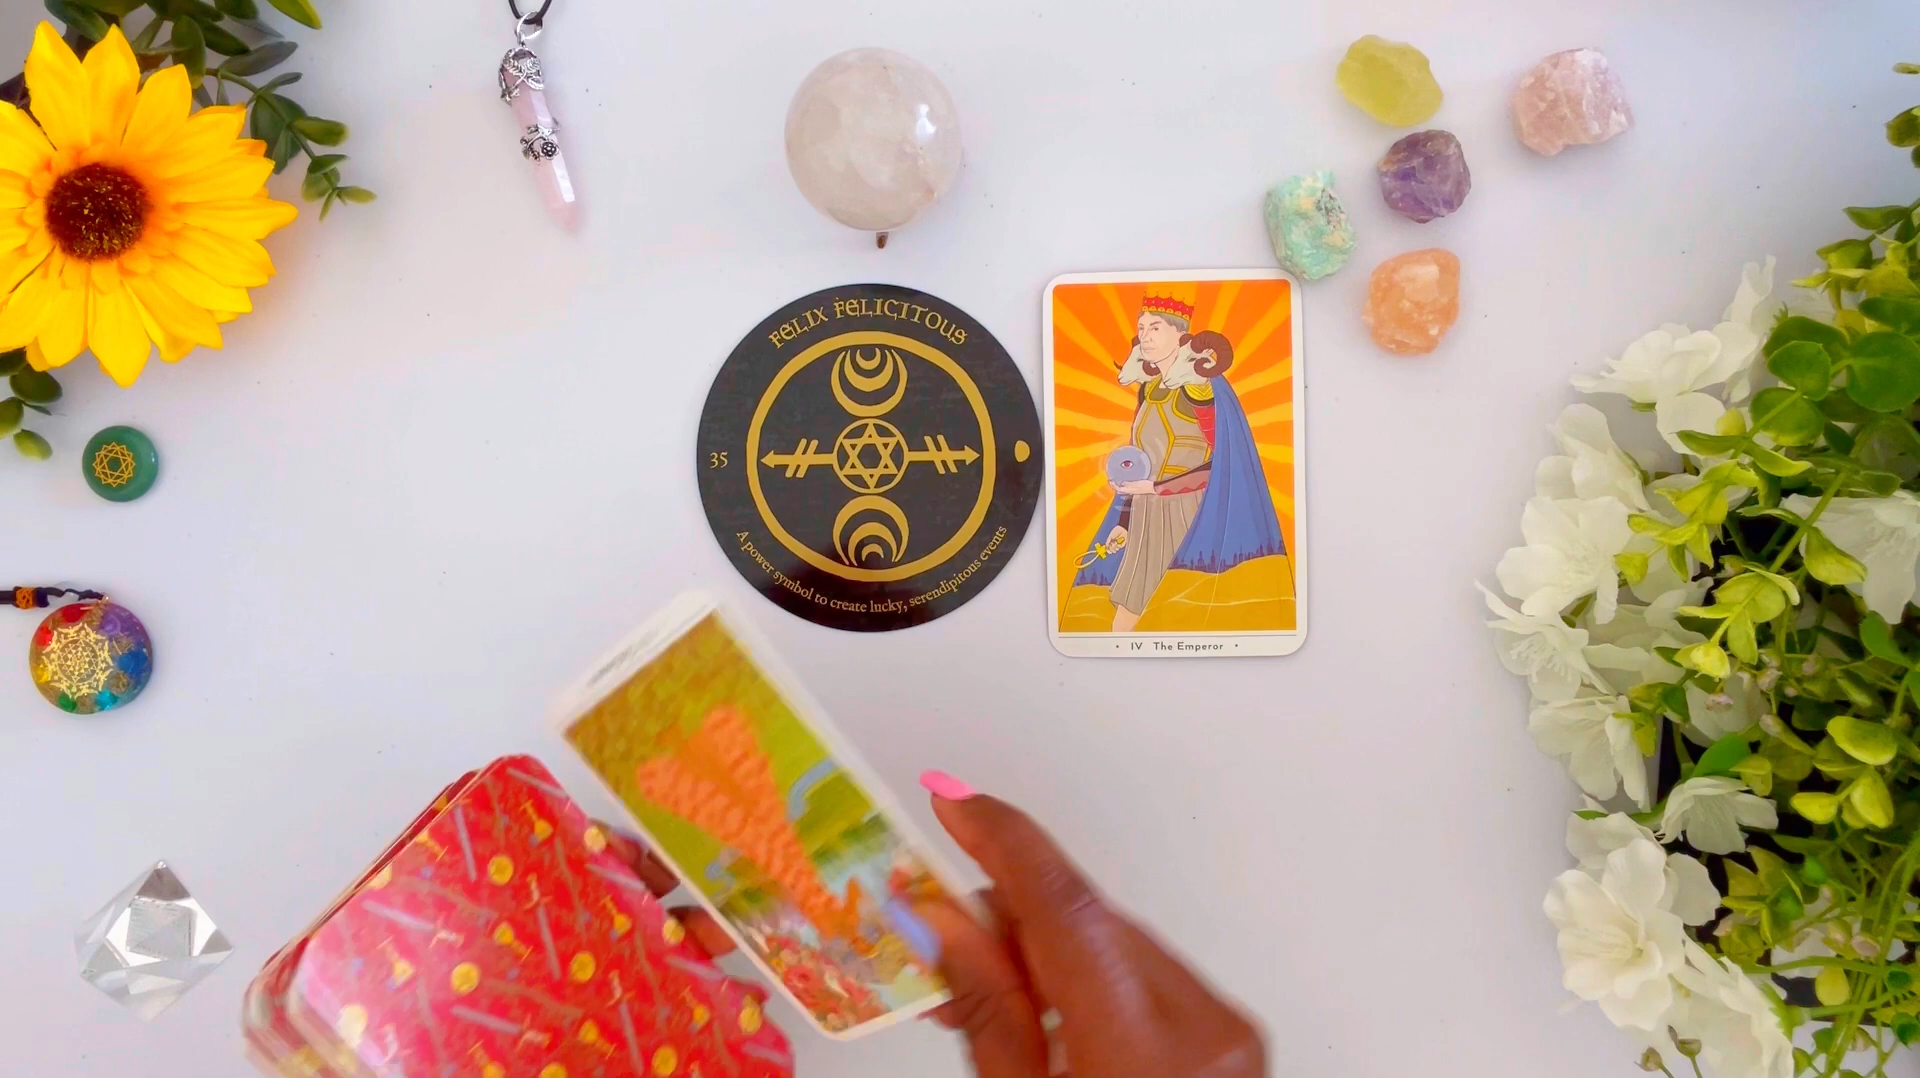 FELIX FELICITOUS
35
A power symbol to create lucky, serendipitous events
• IV The Emperor •